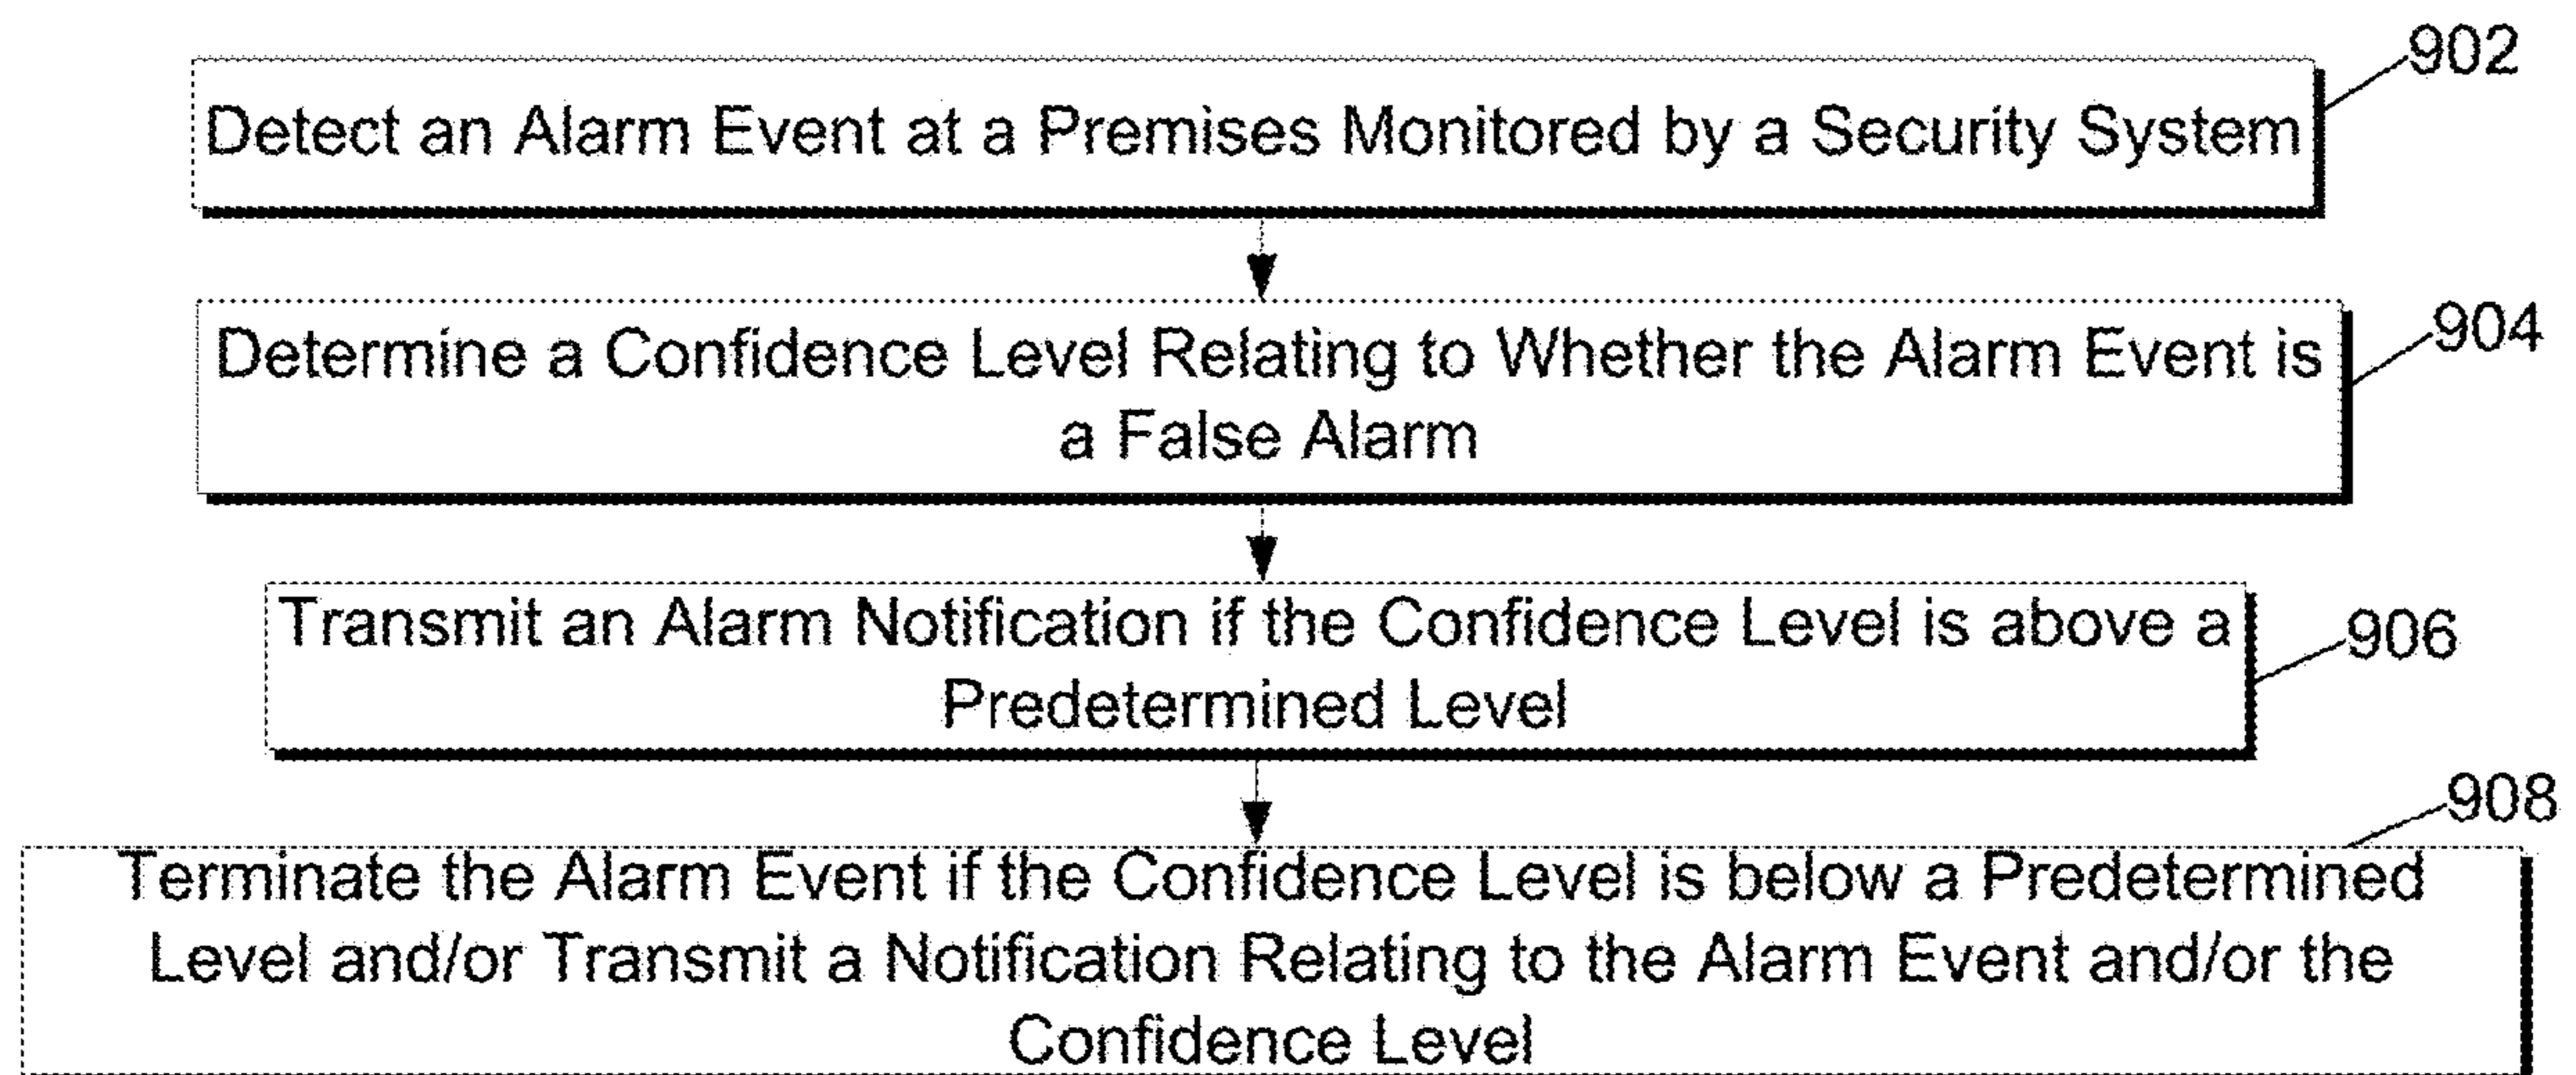 902
Detect an Alarm Event at a Premises Monitored by a Security System
904
Determine a Confidence Level Relating to Whether the Alarm Event is
a False Alarm
906
Transmit an Alarm Notification if the Confidence Level is above a
Predetermined Level
908
Terminate the Alarm Event if the Confidence Level is below a Predetermined
Level and/or Transmit a Notification Relating to the Alarm Event and/or the
Confidence Level